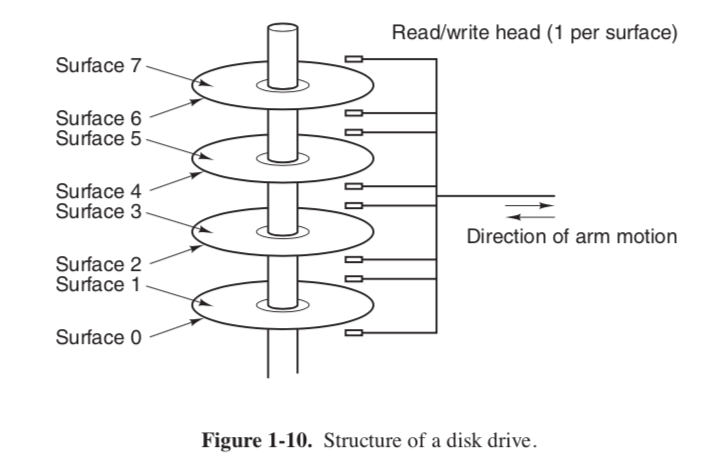 Read/write head (1 per surface)
Surface 7
Surface 6
Surface 5
Surface 4
Surface 3
Surface 2
Surface 1
Surface 0
Direction of arm motion
Figure 1-10. Structure of a disk drive.